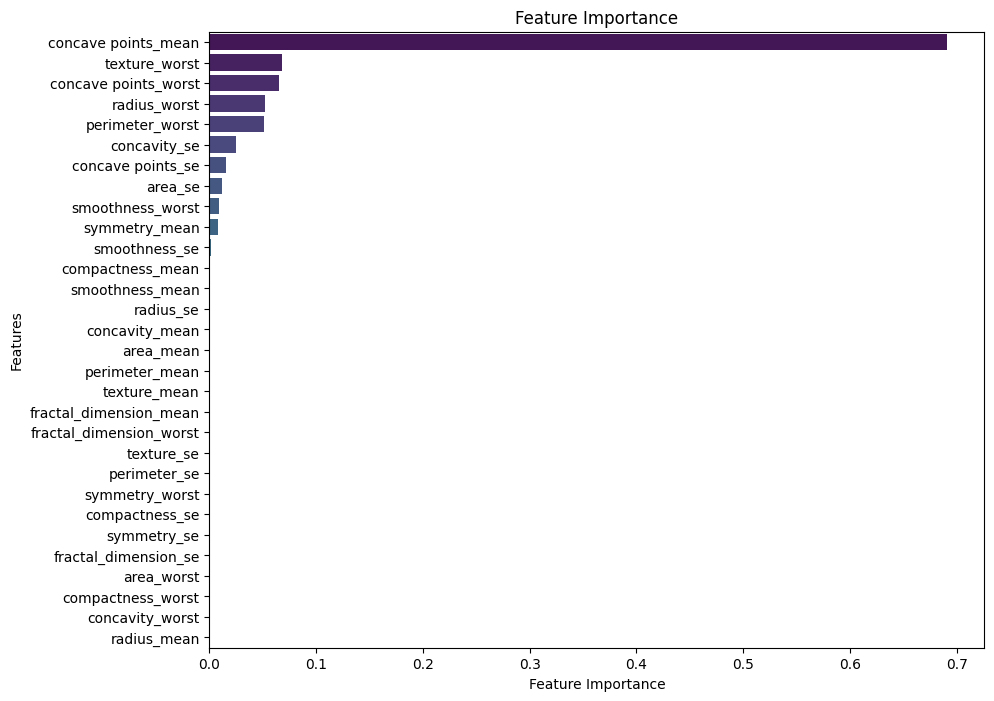 Feature Importance
concave points_mean
texture_worst
concave points_worst
radius_worst
perimeter_worst
concavity_se
concave points_se
area_se
smoothness_worst
symmetry_mean
smoothness_se
compactness_mean
smoothness_mean
radius_se
concavity_mean
area_mean
perimeter_mean
texture_mean
fractal_dimension_mean
fractal_dimension_worst
texture_se
perimeter_se
symmetry_worst
compactness_se
symmetry_se
fractal_dimension_se
area_worst
compactness_worst
concavity_worst
radius_mean
Features
0.0 0.1 0.2 0.3 0.4 0.5 0.6 0.7
Feature Importance